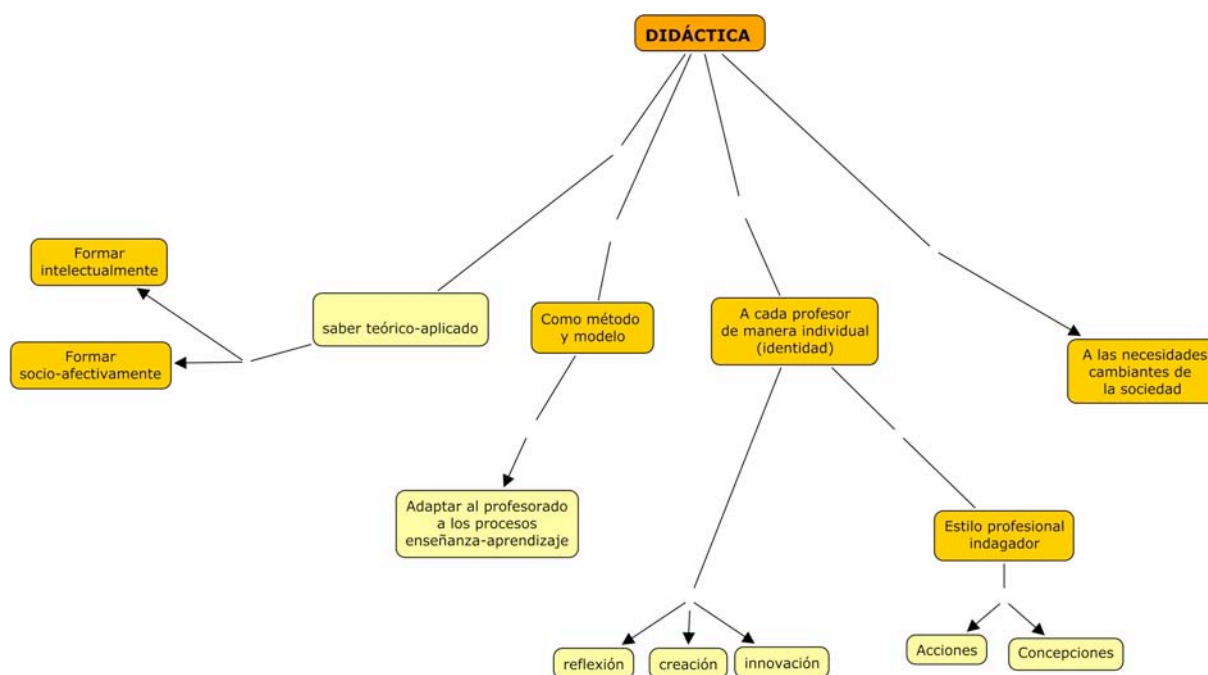 DIDÁCTICA
Formar
intelectualmente
Formar
socio-afectivamente
saber teórico-aplicado
Como método
y modelo
A cada profesor
de manera individual
(identidad)
A las necesidades
cambiantes de
la sociedad
Adaptar al profesorado
a los procesos
enseñanza-aprendizaje
Estilo profesional
indagador
reflexión
creación
innovación
Acciones
Concepciones